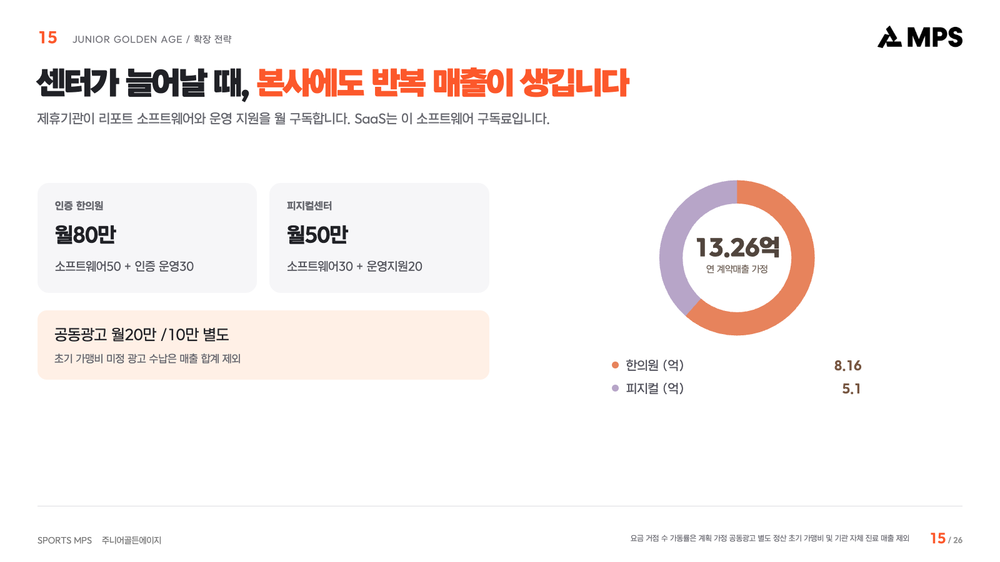 15 JUNIOR GOLDEN AGE / 확장 전략
MPS
센터가 늘어날 때, 본사에도 반복 매출이 생깁니다
제휴기관이 리포트 소프트웨어와 운영 지원을 월 구독합니다. SaaS는 이 소프트웨어 구독료입니다.
인증 한의원
월80만
소프트웨어50 + 인증 운영30
피지컬센터
월50만
소프트웨어30 + 운영지원20
공동광고 월20만 /10만 별도
초기 가맹비 미정 광고 수납은 매출 합계 제외
13.26억
연 계약매출 가정
한의원 (억) 8.16
피지컬 (억) 5.1
SPORTS MPS 주니어골든에이지
요금 거점 수 가동률은 계획 가정 공동광고 별도 정산 초기 가맹비 및 기관 자체 진료 매출 제외
15 / 26